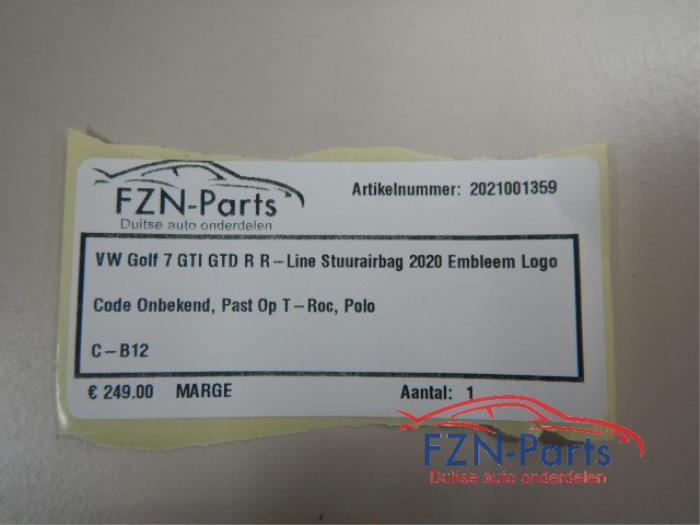 FZN-Parts
Duitse auto onderdelen
Artikelnummer: 2021001359
VW Golf 7 GTI GTD R R-Line Stuurairbag 2020 Embleem Logo
Code Onbekend, Past Op T-Roc, Polo
C-B12
€ 249.00 MARGE Aantal: 1
FZN-Parts
Duitse auto onderdelen